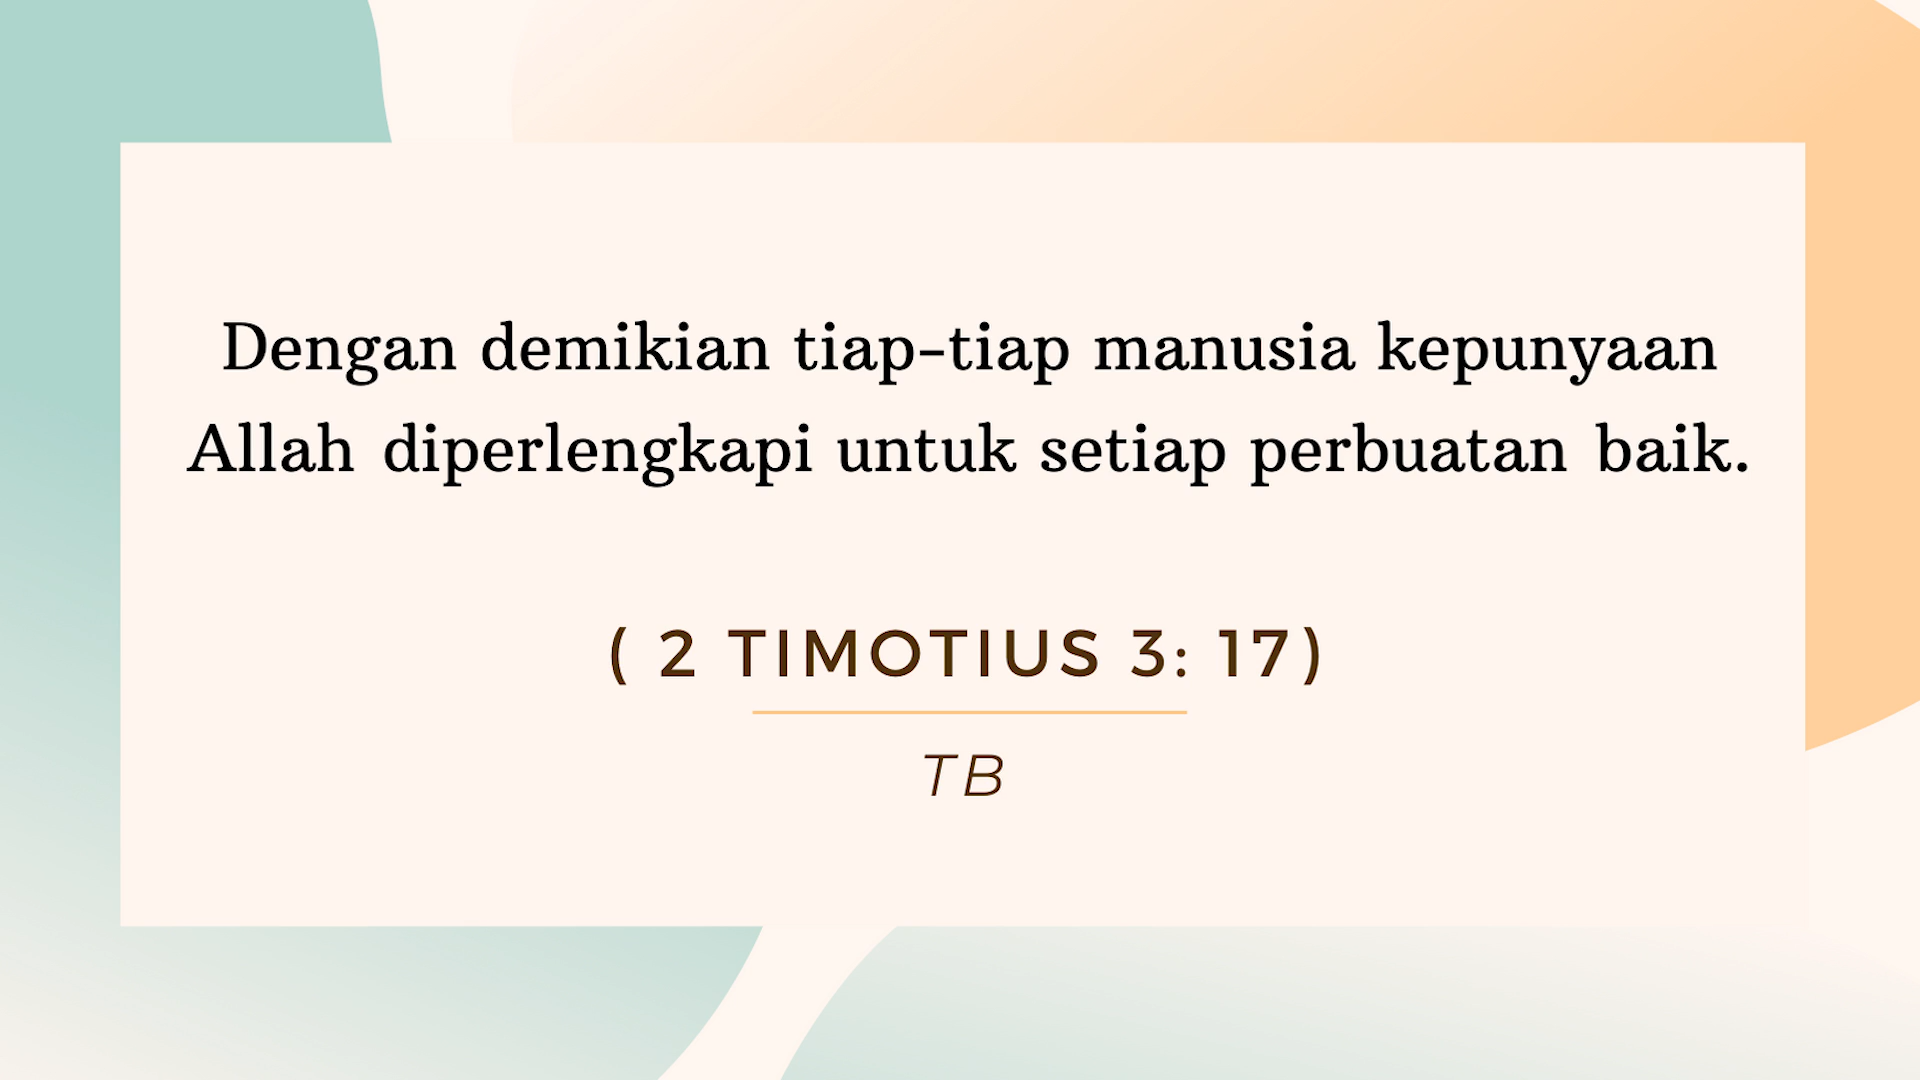 Dengan demikian tiap-tiap manusia kepunyaan
Allah diperlengkapi untuk setiap perbuatan baik.
( 2 TIMOTIUS 3: 17)
TB